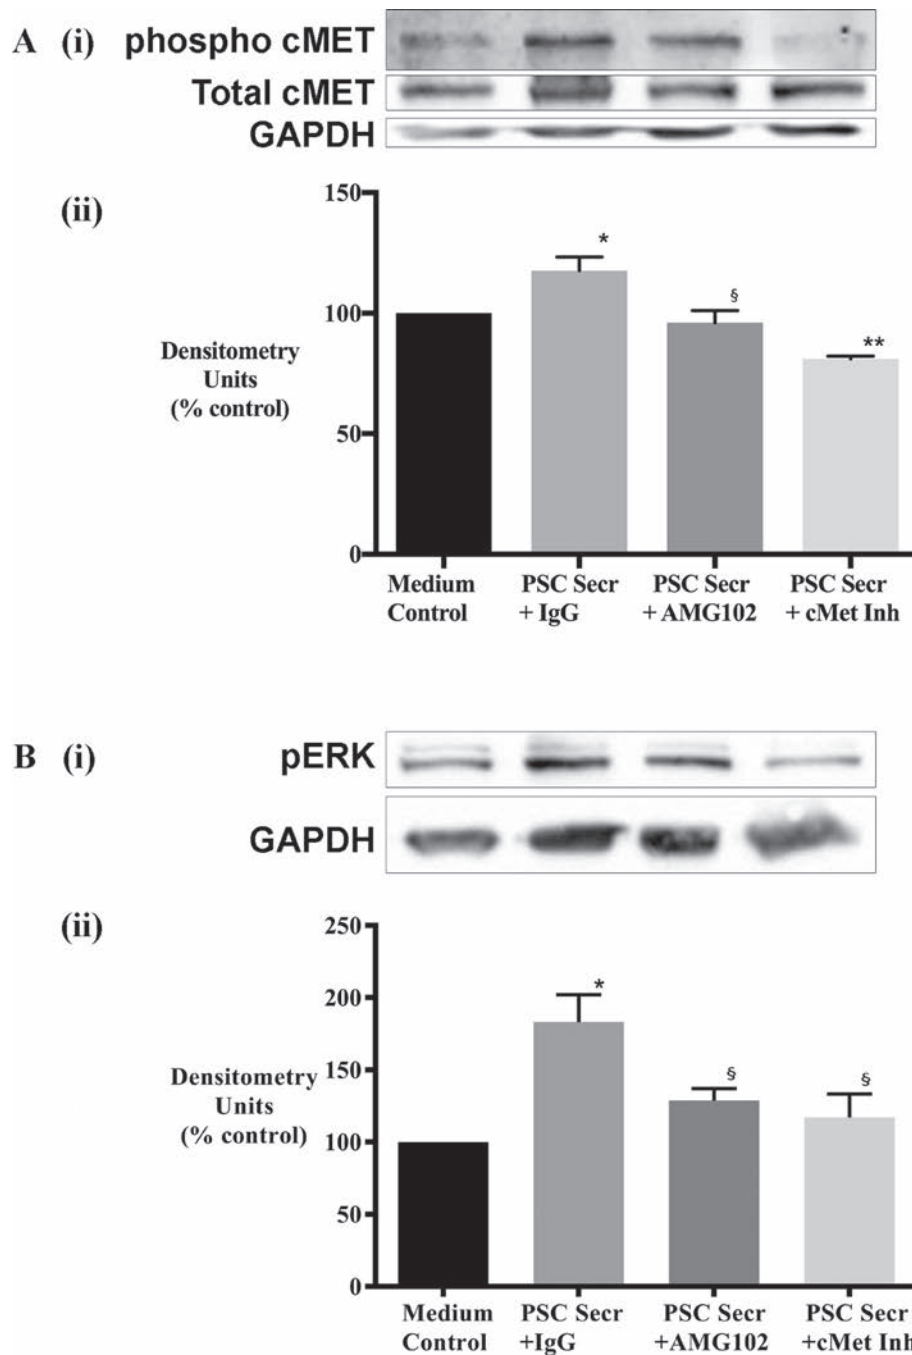 A (i) phospho cMET
Total cMET
GAPDH
(ii)
150
100
50
0
Densitometry
Units
(% control)
*
§
**
Medium
Control
PSC Secr
+ IgG
PSC Secr
+ AMG102
PSC Secr
+ cMet Inh
B (i) pERK
GAPDH
(ii)
250
200
150
100
50
0
Densitometry
Units
(% control)
*
§
§
Medium
Control
PSC Secr
+IgG
PSC Secr
+AMG102
PSC Secr
+cMet Inh